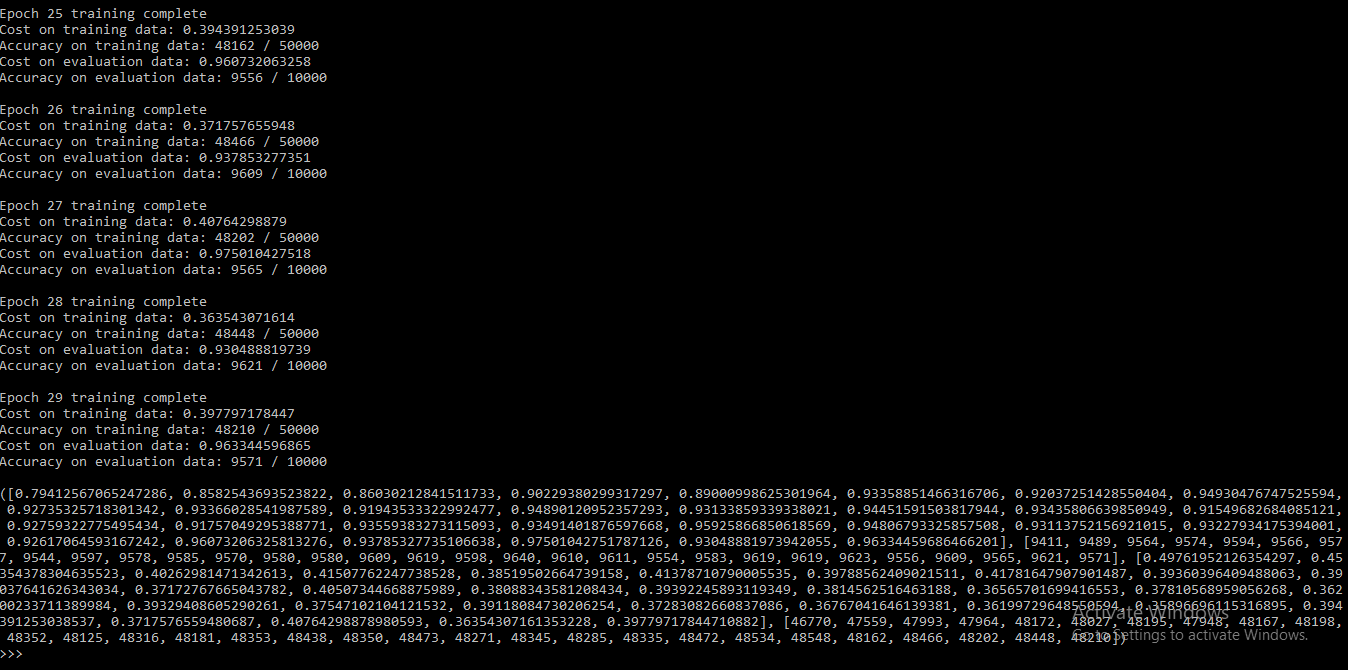 Epoch 25 training complete
Cost on training data: 0.394391253039
Accuracy on training data: 48162 / 50000
Cost on evaluation data: 0.960732063258
Accuracy on evaluation data: 9556 / 10000
Epoch 26 training complete
Cost on training data: 0.371757655948
Accuracy on training data: 48466 / 50000
Cost on evaluation data: 0.937853277351
Accuracy on evaluation data: 9609 / 10000
Epoch 27 training complete
Cost on training data: 0.40764298879
Accuracy on training data: 48202 / 50000
Cost on evaluation data: 0.975010427518
Accuracy on evaluation data: 9565 / 10000
Epoch 28 training complete
Cost on training data: 0.363543071614
Accuracy on training data: 48448 / 50000
Cost on evaluation data: 0.930488819739
Accuracy on evaluation data: 9621 / 10000
Epoch 29 training complete
Cost on training data: 0.397797178447
Accuracy on training data: 48210 / 50000
Cost on evaluation data: 0.963344596865
Accuracy on evaluation data: 9571 / 10000
([0.79412567065247286, 0.8582543693523822, 0.86030212841511733, 0.90229380299317297, 0.89000998625301964, 0.93358851466316706, 0.92037251428550404, 0.94930476747525594,
0.92735325718301342, 0.93366028541987589, 0.91943533322992477, 0.94890120952357293, 0.93133859339338021, 0.94451591503817944, 0.94358066398509​49, 0.91549682684085121,
0.92759322775495434, 0.91757049295388771, 0.93559383273115093, 0.93491401876597668, 0.95925866850618569, 0.94806793325857508, 0.93113752156921015, 0.93227934175394001,
0.92617064593167242, 0.96073206325813276, 0.93785327735106638, 0.97501042751787126, 0.93048881973942055, 0.96334459686466201], [9411, 9489, 9564, 9574, 9594, 9566, 957
7, 9544, 9597, 9578, 9585, 9570, 9580, 9580, 9609, 9619, 9598, 9640, 9610, 9611, 9554, 9583, 9619, 9619, 9623, 9556, 9609, 9565, 9621, 9571], [0.49761952126354297, 0.45
354378304635523, 0.40262981471342613, 0.41507762247738528, 0.38519502664739158, 0.41378710790005535, 0.39788562409021511, 0.41781647907901487, 0.39360396409488063, 0.39
037641626343034, 0.37172767665043782, 0.40507344668875989, 0.38088343581208434, 0.39392245893119349, 0.3814562516463188, 0.36565701699416553, 0.37810568959056268, 0.362
00233711389984, 0.39329408605290261, 0.37547102104121532, 0.39118084730206254, 0.37283082660837086, 0.36767041646139381, 0.36199729648550594, 0.35896696115316895, 0.394
391253038537, 0.3717576559480687, 0.40764298878980593, 0.36354307161353228, 0.39779717844710882], [46770, 47559, 47993, 47964, 48172, 48027, 48195, 47948, 48167, 48198,
48352, 48125, 48316, 48181, 48353, 48438, 48350, 48473, 48271, 48345, 48285, 48335, 48472, 48534, 48548, 48162, 48466, 48202, 48448, 48210])
>>>
Activate Windows
Go to Settings to activate Windows.